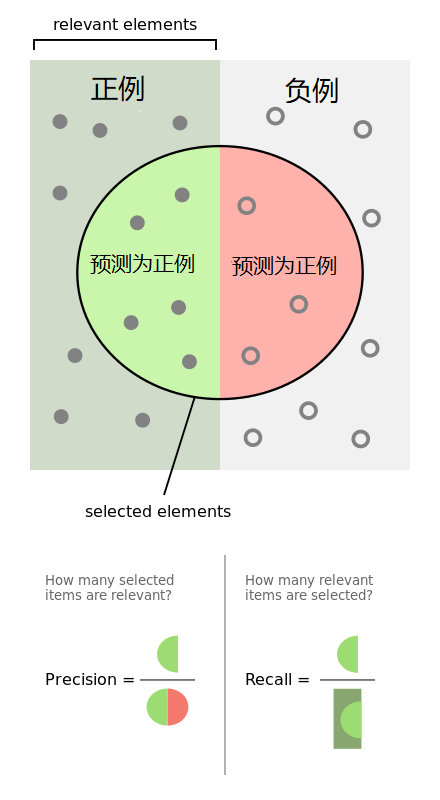 relevant elements
正例
负例
预测为正例
预测为正例
selected elements
How many selected
items are relevant?
How many relevant
items are selected?
Precision =
Recall =